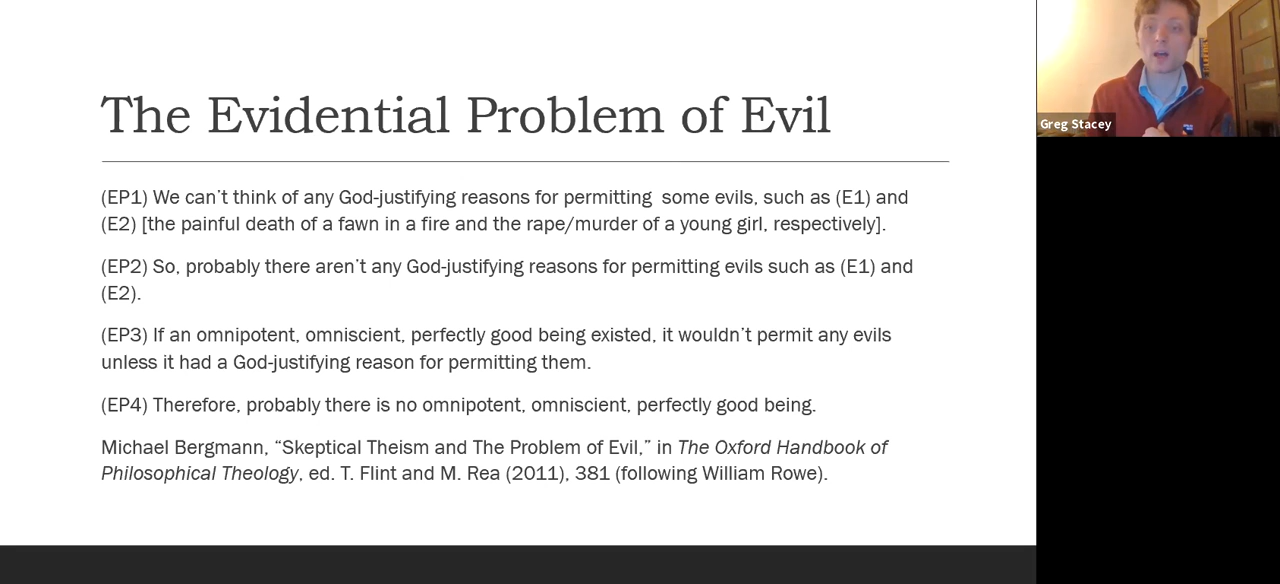 The Evidential Problem of Evil
(EP1) We can't think of any God-justifying reasons for permitting  some evils, such as (E1) and
(E2) [the painful death of a fawn in a fire and the rape/murder of a young girl, respectively].
(EP2) So, probably there aren't any God-justifying reasons for permitting evils such as (E1) and
(E2).
(EP3) If an omnipotent, omniscient, perfectly good being existed, it wouldn't permit any evils
unless it had a God-justifying reason for permitting them.
(EP4) Therefore, probably there is no omnipotent, omniscient, perfectly good being.
Michael Bergmann, “Skeptical Theism and The Problem of Evil,” in The Oxford Handbook of
Philosophical Theology, ed. T. Flint and M. Rea (2011), 381 (following William Rowe).
Greg Stacey